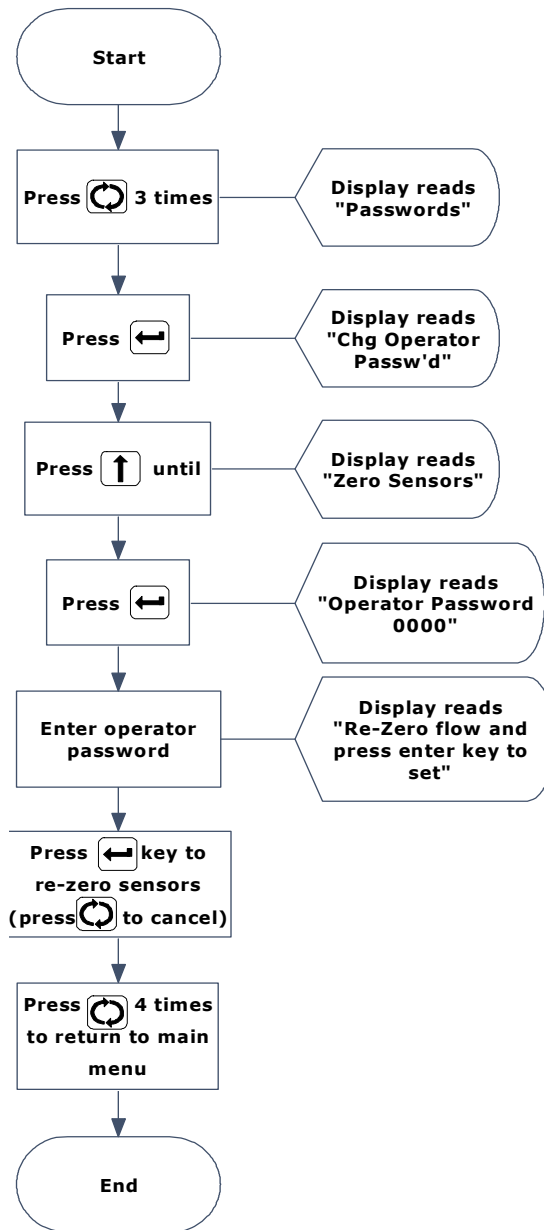 Start
Press 3 times
Display reads
"Passwords"
Press
Display reads
"Chg Operator
Passw'd"
Press until
Display reads
"Zero Sensors"
Press
Display reads
"Operator Password
0000"
Enter operator
password
Display reads
"Re-Zero flow and
press enter key to
set"
Press key to
re-zero sensors
(press to cancel)
Press 4 times
to return to main
menu
End